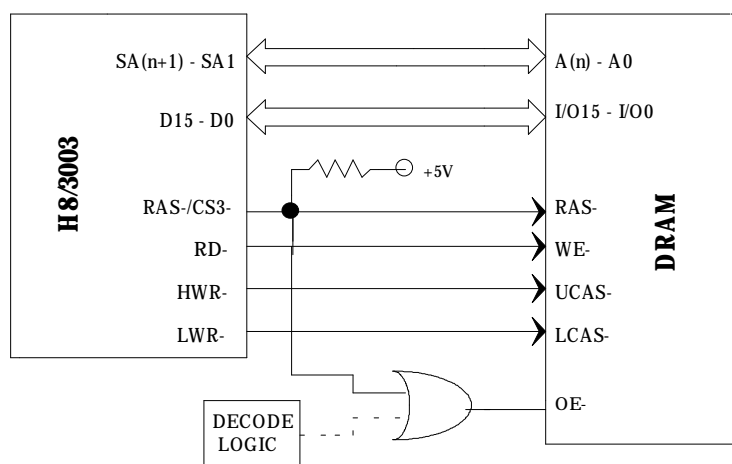 H8/3003
SA(n+1) - SA1
D15 - D0
RAS-/CS3-
RD-
HWR-
LWR-
+5V
DECODE
LOGIC
A(n) - A0
I/O15 - I/O0
RAS-
WE-
UCAS-
LCAS-
OE-
DRAM